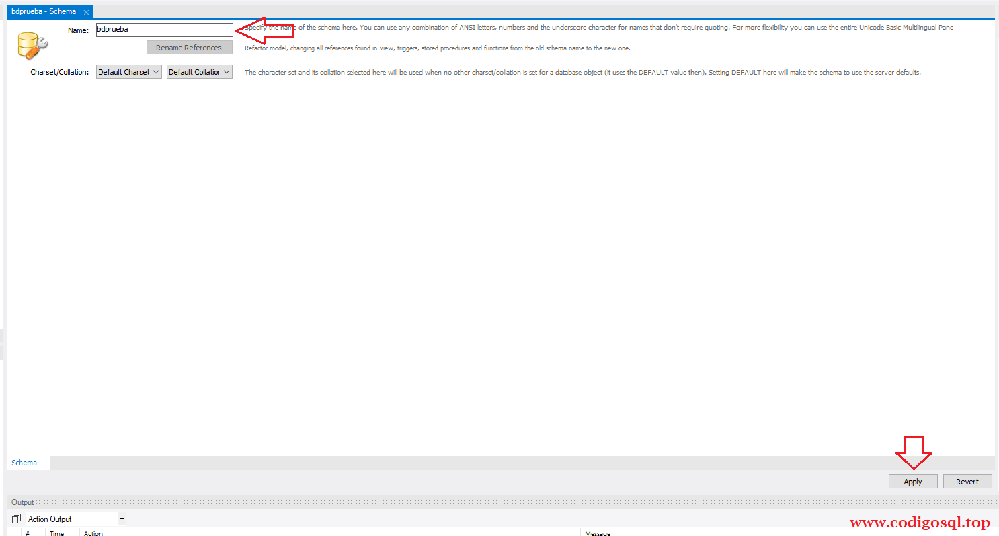 bdprueba - Schema
Name: bdprueba Specify the name of the schema here. You can use any combination of ANSI letters, numbers and the underscore character for names that don't require quoting. For more flexibility you can use the entire Unicode Basic Multilingual Pane
Rename References Refactor model, changing all references found in view, triggers, stored procedures and functions from the old schema name to the new one.
Charset/Collation: Default Charset Default Collation The character set and its collation selected here will be used when no other charset/collation is set for a database object (it uses the DEFAULT value then). Setting DEFAULT here will make the schema to use the server defaults.
Schema
Apply Revert
Output
Action Output
www.codigosql.top
# Time Action Message